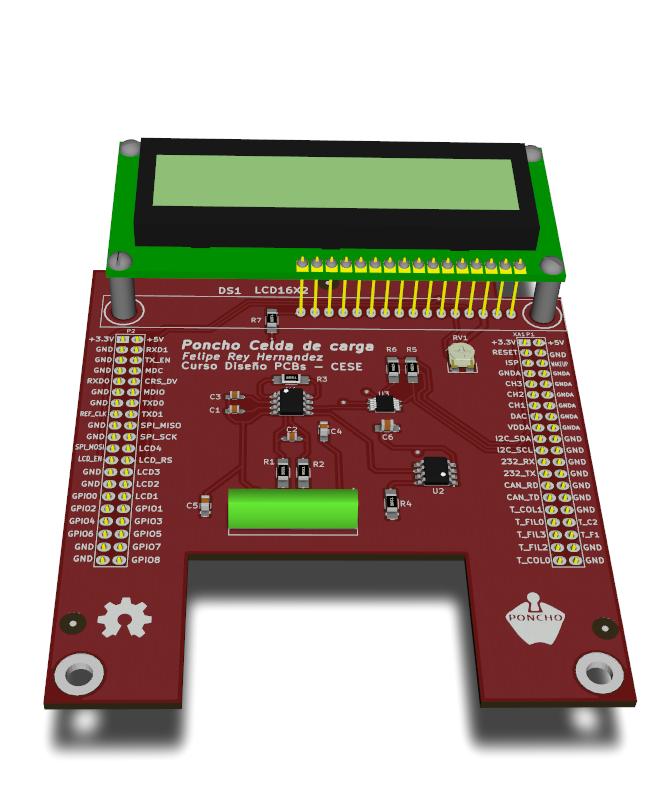 DS1 LCD16X2
R7
Poncho Celda de carga
Felipe Rey Hernandez
Curso Diseño PCBs – CESE
R6 R5
RV1
R3
U3
C3
C1
C2
C4
C6
R1
R2
U2
C5
R4
P2
+3.3V +5V
GND RXD1
GND TX_EN
GND MDC
RXD0 CRS_DV
GND MDIO
GND TXD0
REF_CLK TXD1
GND SPI_MISO
GND SPI_SCK
SPI_MOSI LCD4
LCD_EN LCD_RS
GND LCD3
GND LCD2
GPIO0 LCD1
GPIO2 GPIO1
GPIO4 GPIO3
GPIO6 GPIO5
GND GPIO7
GND GPIO8
XA1P1
+3.3V +5V
RESET GND
ISP WAKEUP
GNDA GNDA
CH3 GNDA
CH2 GNDA
CH1 GNDA
DAC GNDA
VDDA GNDA
I2C_SDA GND
I2C_SCL GND
232_RX GND
232_TX GND
CAN_RD GND
CAN_TD GND
T_COL1 GND
T_FIL0 T_C2
T_FIL3 T_F1
T_FIL2 GND
T_COL0 GND
PONCHO